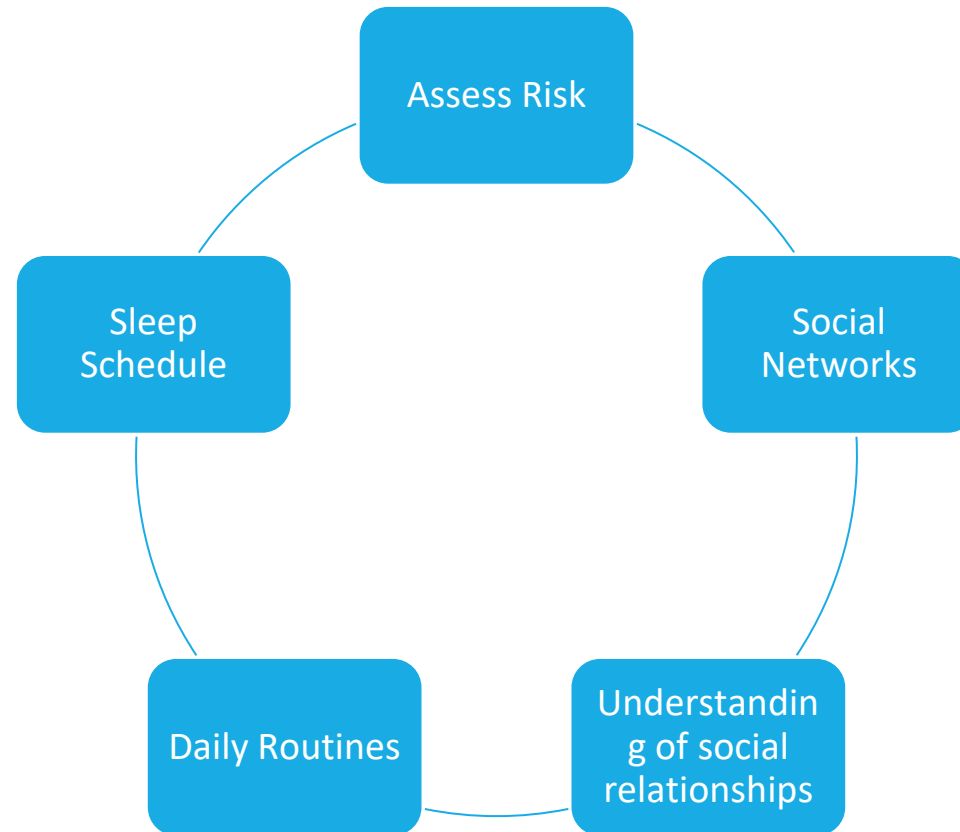 Assess Risk
Social
Networks
Understandin
g of social
relationships
Daily Routines
Sleep
Schedule